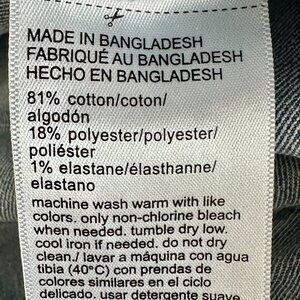 MADE IN BANGLADESH
FABRIQUÉ AU BANGLADESH
HECHO EN BANGLADESH
81% cotton/coton/
algodón
18% polyester/polyester/
poliéster
1% elastane/élasthanne/
elastano
machine wash warm with like
colors. only non-chlorine bleach
when needed. tumble dry low.
cool iron if needed. do not dry
clean./ lavar a máquina con agua
tibia (40°C) con prendas de
colores similares en el ciclo
delicado. usar detergente suave